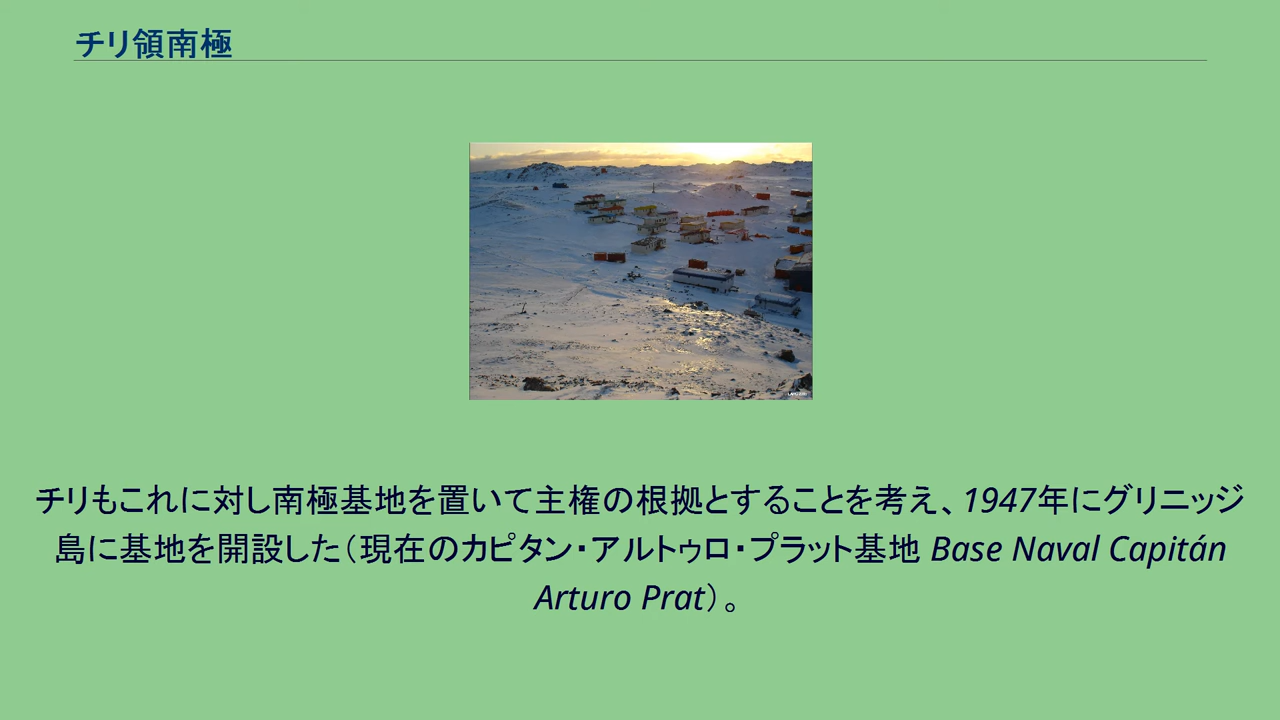 チリ領南極
チリもこれに対し南極基地を置いて主権の根拠とすることを考え、1947年にグリニッジ
島に基地を開設した（現在のカピタン・アルトゥロ・プラット基地 Base Naval Capitán
Arturo Prat）。